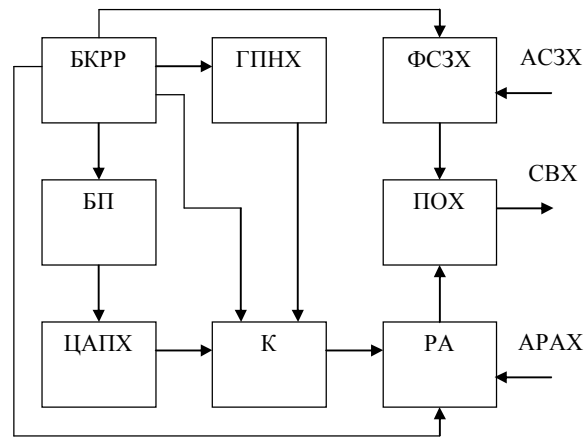 БКРР
ГПНХ
ФСЗХ
АСЗХ
БП
ПОХ
СВХ
ЦАПХ
К
РА
АРАХ